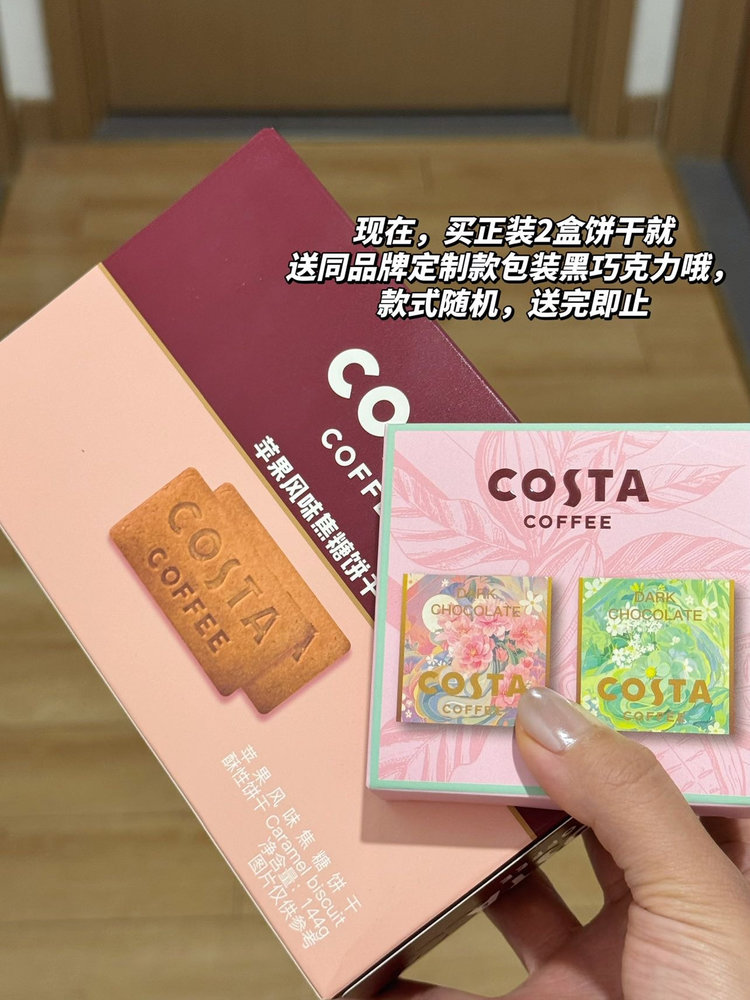 现在，买正装2盒饼干就
送同品牌定制款包装黑巧克力哦，
款式随机，送完即止
CO
COFFE
苹果风味焦糖饼干
COSTA
COFFEE
A
COSTA
COFFEE
DARK
CHOCOLATE
COSTA
COFFEE
DARK
CHOCOLATE
COSTA
COFFEE
苹果风味焦糖饼干
酥性饼干 Caramel biscuit
净含量：144g
图片仅供参考